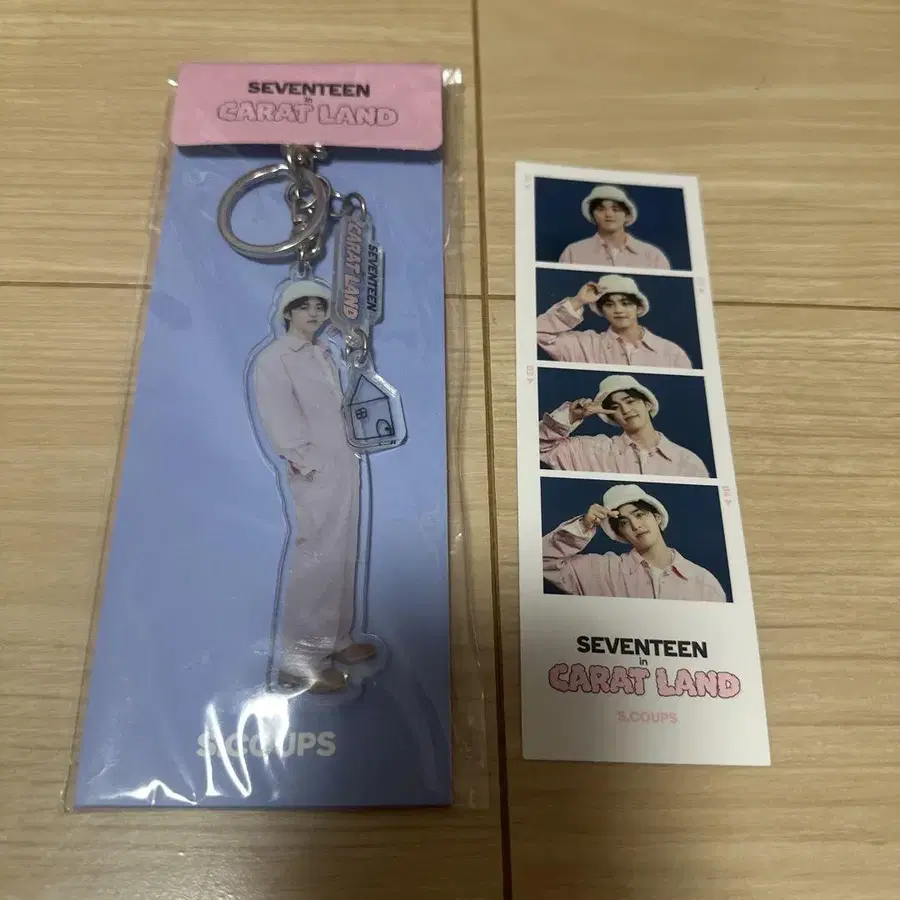 SEVENTEEN
in
CARAT LAND
SEVENTEEN
CARAT LAND
S.COUPS
SEVENTEEN
in
CARAT LAND
S.COUPS